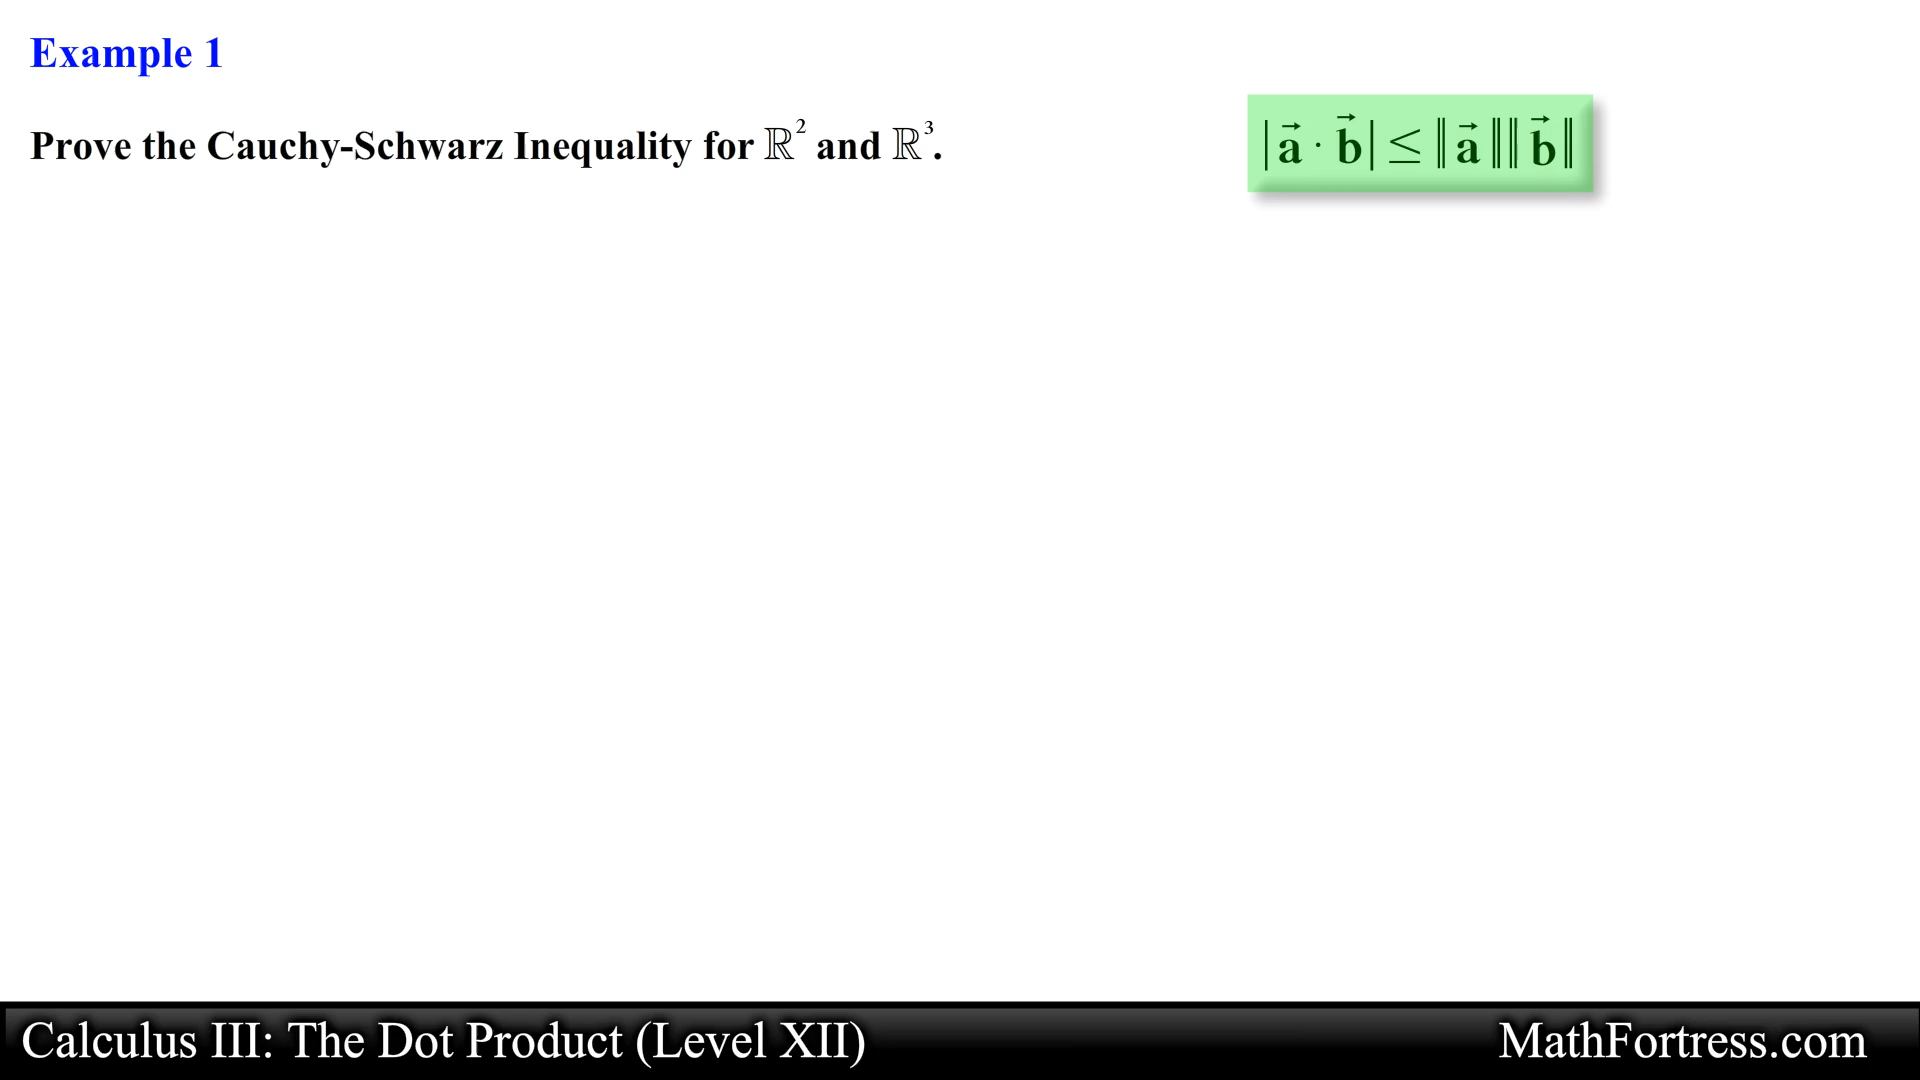 Example 1
Prove the Cauchy-Schwarz Inequality for ℝ² and ℝ³.
|a⃗ · b⃗| ≤ ‖a⃗‖‖b⃗‖
Calculus III: The Dot Product (Level XII)
MathFortress.com